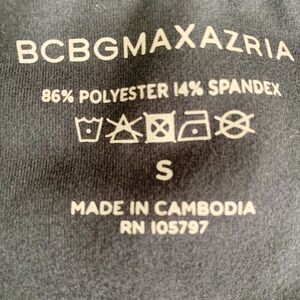 BCBGMAXAZRIA
86% POLYESTER 14% SPANDEX
S
MADE IN CAMBODIA
RN 105797